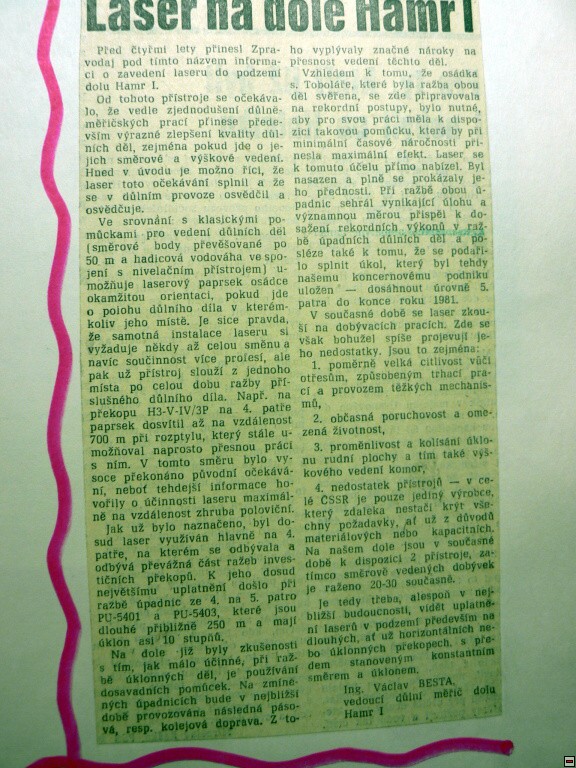 Laser na dole Hamr I
Před čtyřmi lety přinesl Zpra-
vodaj pod tímto názvem informa-
ci o zavedení laseru do podzemí
dolu Hamr I.
Od tohoto přístroje se očekáva-
lo, že vedle zjednodušení důlně-
měřičských prací přinese přede-
vším výrazné zlepšení kvality důl-
ních děl, zejména pokud jde o je-
jich směrové a výškové vedení.
Hned v úvodu je možno říci, že
laser toto očekávání splnil a že
se v důlním provoze osvědčil a
osvědčuje.
Ve srovnání s klasickými po-
můckami pro vedení důlních děl
(směrové body převěšované po
50 m a hadicová vodováha ve spo-
jení s nivelačním přístrojem) u-
možňuje laserový paprsek osádce
okamžitou orientaci, pokud jde
o polohu důlního díla v kterém-
koliv jeho místě. Je sice pravda,
že samotná instalace laseru si
vyžaduje někdy až celou směnu a
navíc součinnost více profesí, ale
pak už přístroj slouží z jednoho
místa po celou dobu ražby pří-
slušného důlního díla. Např. na
překopu H3-V-IV/3P na 4. patře
paprsek dosvítil až na vzdálenost
700 m při rozptylu, který stále u-
možňoval naprosto přesnou práci
s ním. V tomto směru bylo vy-
soce překonáno původní očekává-
ní, neboť tehdejší informace ho-
vořily o účinnosti laseru maximál-
ně na vzdálenost zhruba poloviční.
Jak už bylo naznačeno, byl do-
sud laser využíván hlavně na 4.
patře, na kterém se odbývala a
odbývá převážná část ražeb inves-
tičních překopů. K jeho dosud
největšímu uplatnění došlo při
ražbě úpadnic ze 4. na 5. patro
PU-5401 a PU-5403, které jsou
dlouhé přibližně 250 m a mají
úklon asi 10 stupňů.
Na dole již byly zkušenosti
s tím, jak málo účinné, při raž-
bě úklonných děl, je používání
dosavadních pomůcek. Na zmíně-
ných úpadnicích bude v nejbližší
době provozována následná páso-
vá, resp. kolejová doprava. Z to-
ho vyplývaly značné nároky na
přesnost vedení těchto děl.
Vzhledem k tomu, že osádka
s. Toboláře, které byla ražba obou
děl svěřena, se zde připravovala
na rekordní postupy, bylo nutné,
aby pro svou práci měla k dispo-
zici takovou pomůcku, která by při
minimální časové náročnosti při-
nesla maximální efekt. Laser se
k tomuto účelu přímo nabízel. Byl
nasazen a plně se prokázaly je-
ho přednosti. Při ražbě obou ú-
padnic sehrál vynikající úlohu a
významnou měrou přispěl k do-
sažení rekordních výkonů v raž-
bě úpadních důlních děl a po-
sléze také k tomu, že se podaři-
lo splnit úkol, který byl tehdy
našemu koncernovému podniku
uložen — dosáhnout úrovně 5.
patra do konce roku 1981.
V současné době se laser zkou-
ší na dobývacích pracích. Zde se
však bohužel spíše projevují je-
ho nedostatky. Jsou to zejména:
1. poměrně velká citlivost vůči
otřesům, způsobeným trhací pra-
cí a provozem těžkých mechanis-
mů,
2. občasná poruchovost a ome-
zená životnost,
3. proměnlivost a kolísání úklo-
nu rudní plochy a tím také výš-
kového vedení komor,
4. nedostatek přístrojů — v ce-
lé ČSSR je pouze jediný výrobce,
který zdaleka nestačí krýt vše-
chny požadavky, ať už z důvodů
materiálových nebo kapacitních.
Na našem dole jsou v současné
době k dispozici 2 přístroje, za-
tímco směrově vedených dobývek
je raženo 20-30 současně.
Je tedy třeba, alespoň v nej-
bližší budoucnosti, vidět uplatně-
ní laserů v podzemí především na
dlouhých, ať už horizontálních ne-
bo úklonných překopech, s pře-
dem stanoveným konstantním
směrem a úklonem.
Ing. Václav BESTA,
vedoucí důlní měřič dolu
Hamr I